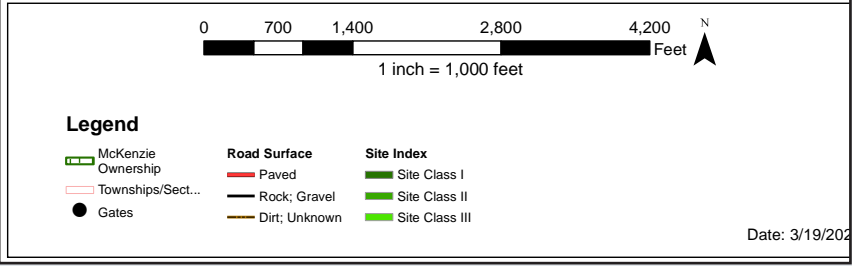 0 700 1,400 2,800 4,200
N
Feet
1 inch = 1,000 feet
Legend
McKenzie
Ownership
Townships/Sect...
Gates
Road Surface
Paved
Rock; Gravel
Dirt; Unknown
Site Index
Site Class I
Site Class II
Site Class III
Date: 3/19/202